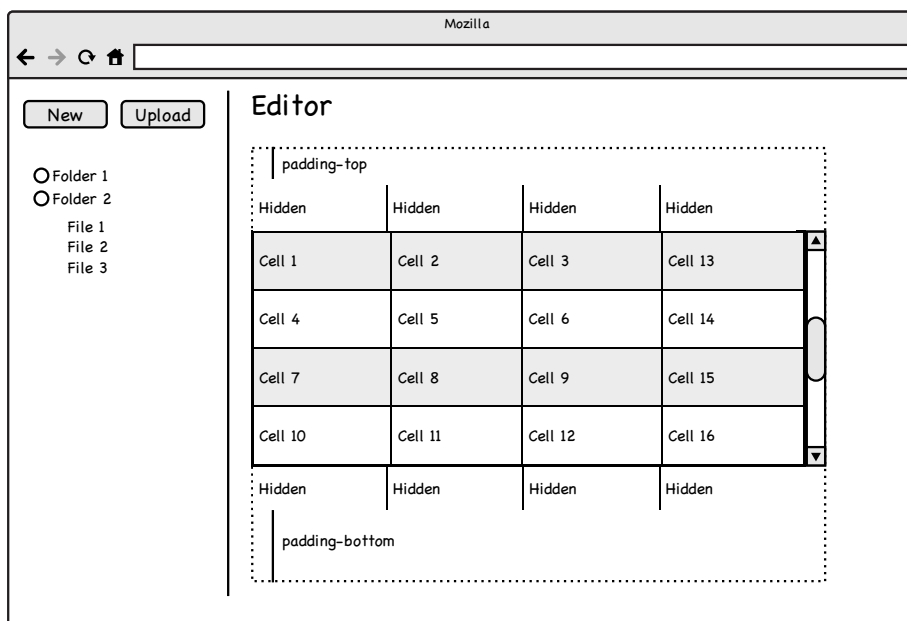 Mozilla
New Upload
Folder 1
Folder 2
File 1
File 2
File 3
Editor
padding-top
Hidden Hidden Hidden Hidden
Cell 1 Cell 2 Cell 3 Cell 13
Cell 4 Cell 5 Cell 6 Cell 14
Cell 7 Cell 8 Cell 9 Cell 15
Cell 10 Cell 11 Cell 12 Cell 16
Hidden Hidden Hidden Hidden
padding-bottom